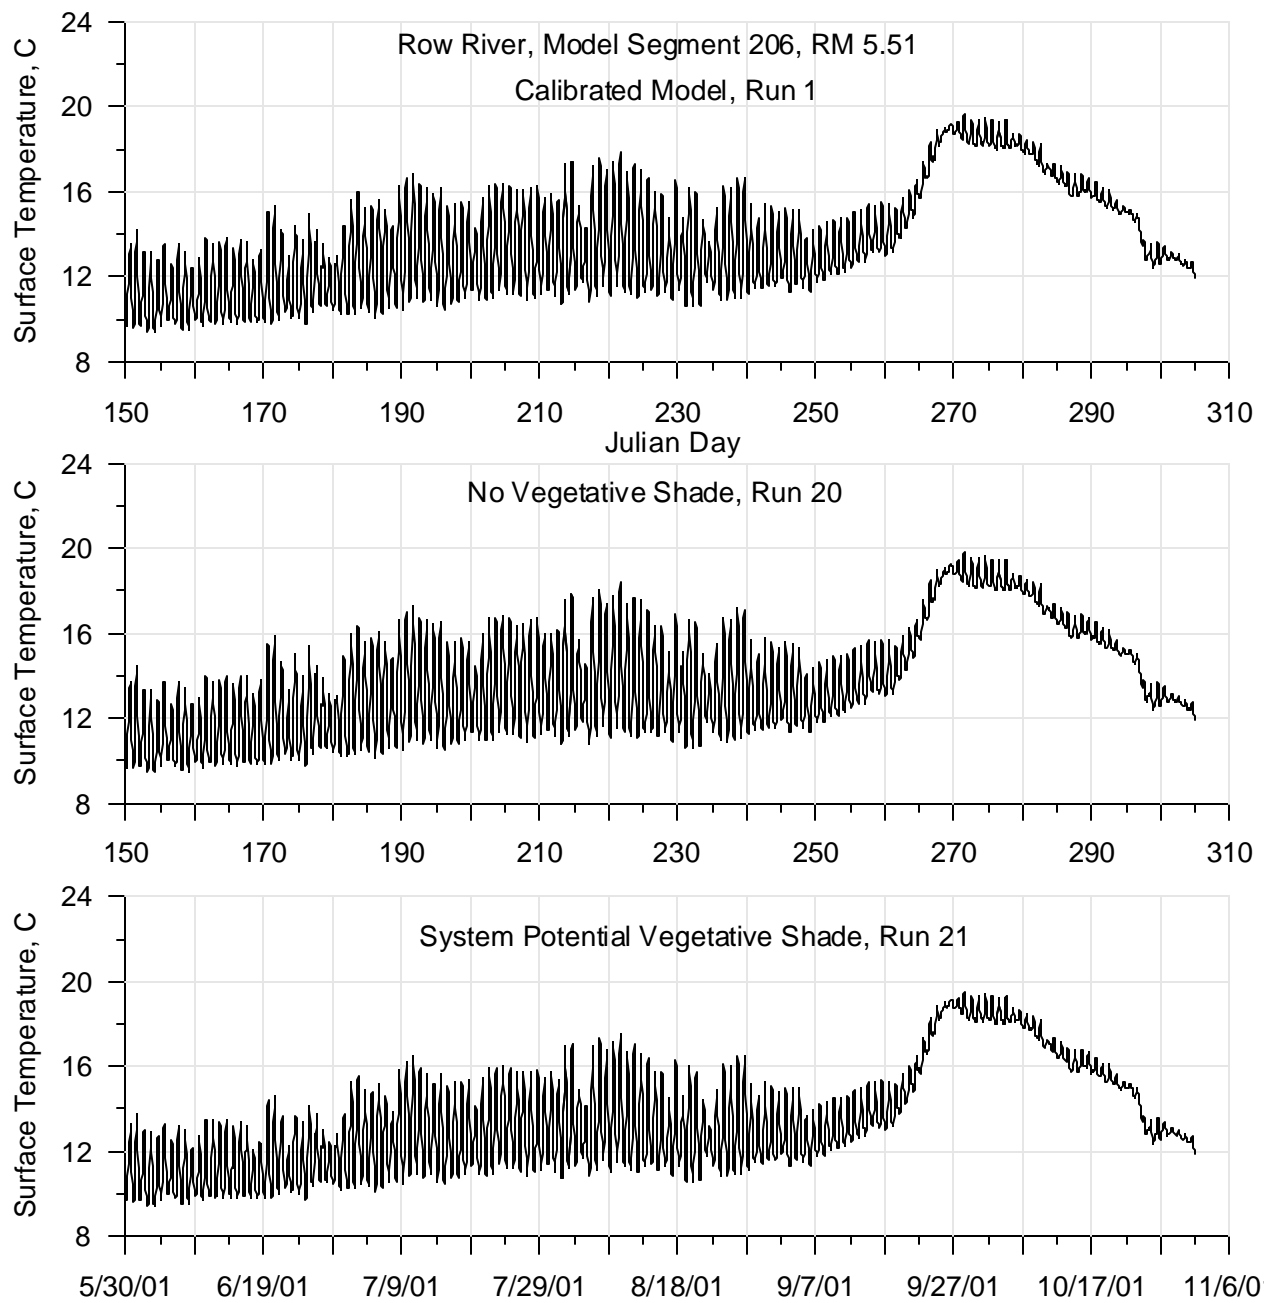 24
Row River, Model Segment 206, RM 5.51
Calibrated Model, Run 1
20
16
12
8
Surface Temperature, C
150 170 190 210 230 250 270 290 310
Julian Day
24
No Vegetative Shade, Run 20
20
16
12
8
Surface Temperature, C
150 170 190 210 230 250 270 290 310
24
System Potential Vegetative Shade, Run 21
20
16
12
8
Surface Temperature, C
5/30/01 6/19/01 7/9/01 7/29/01 8/18/01 9/7/01 9/27/01 10/17/01 11/6/0